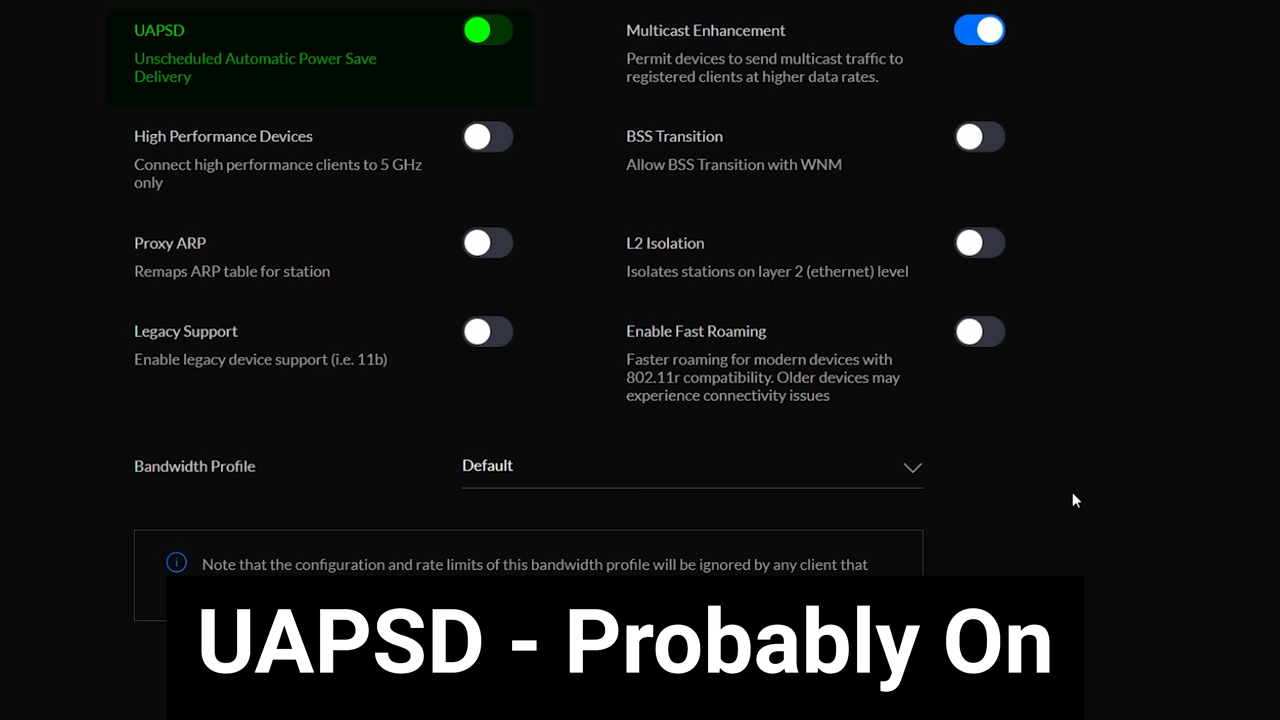 UAPSD
Unscheduled Automatic Power Save
Delivery
Multicast Enhancement
Permit devices to send multicast traffic to
registered clients at higher data rates.
High Performance Devices
Connect high performance clients to 5 GHz
only
BSS Transition
Allow BSS Transition with WNM
Proxy ARP
Remaps ARP table for station
L2 Isolation
Isolates stations on layer 2 (ethernet) level
Legacy Support
Enable legacy device support (i.e. 11b)
Enable Fast Roaming
Faster roaming for modern devices with
802.11r compatibility. Older devices may
experience connectivity issues
Bandwidth Profile
Default
Note that the configuration and rate limits of this bandwidth profile will be ignored by any client that
UAPSD - Probably On